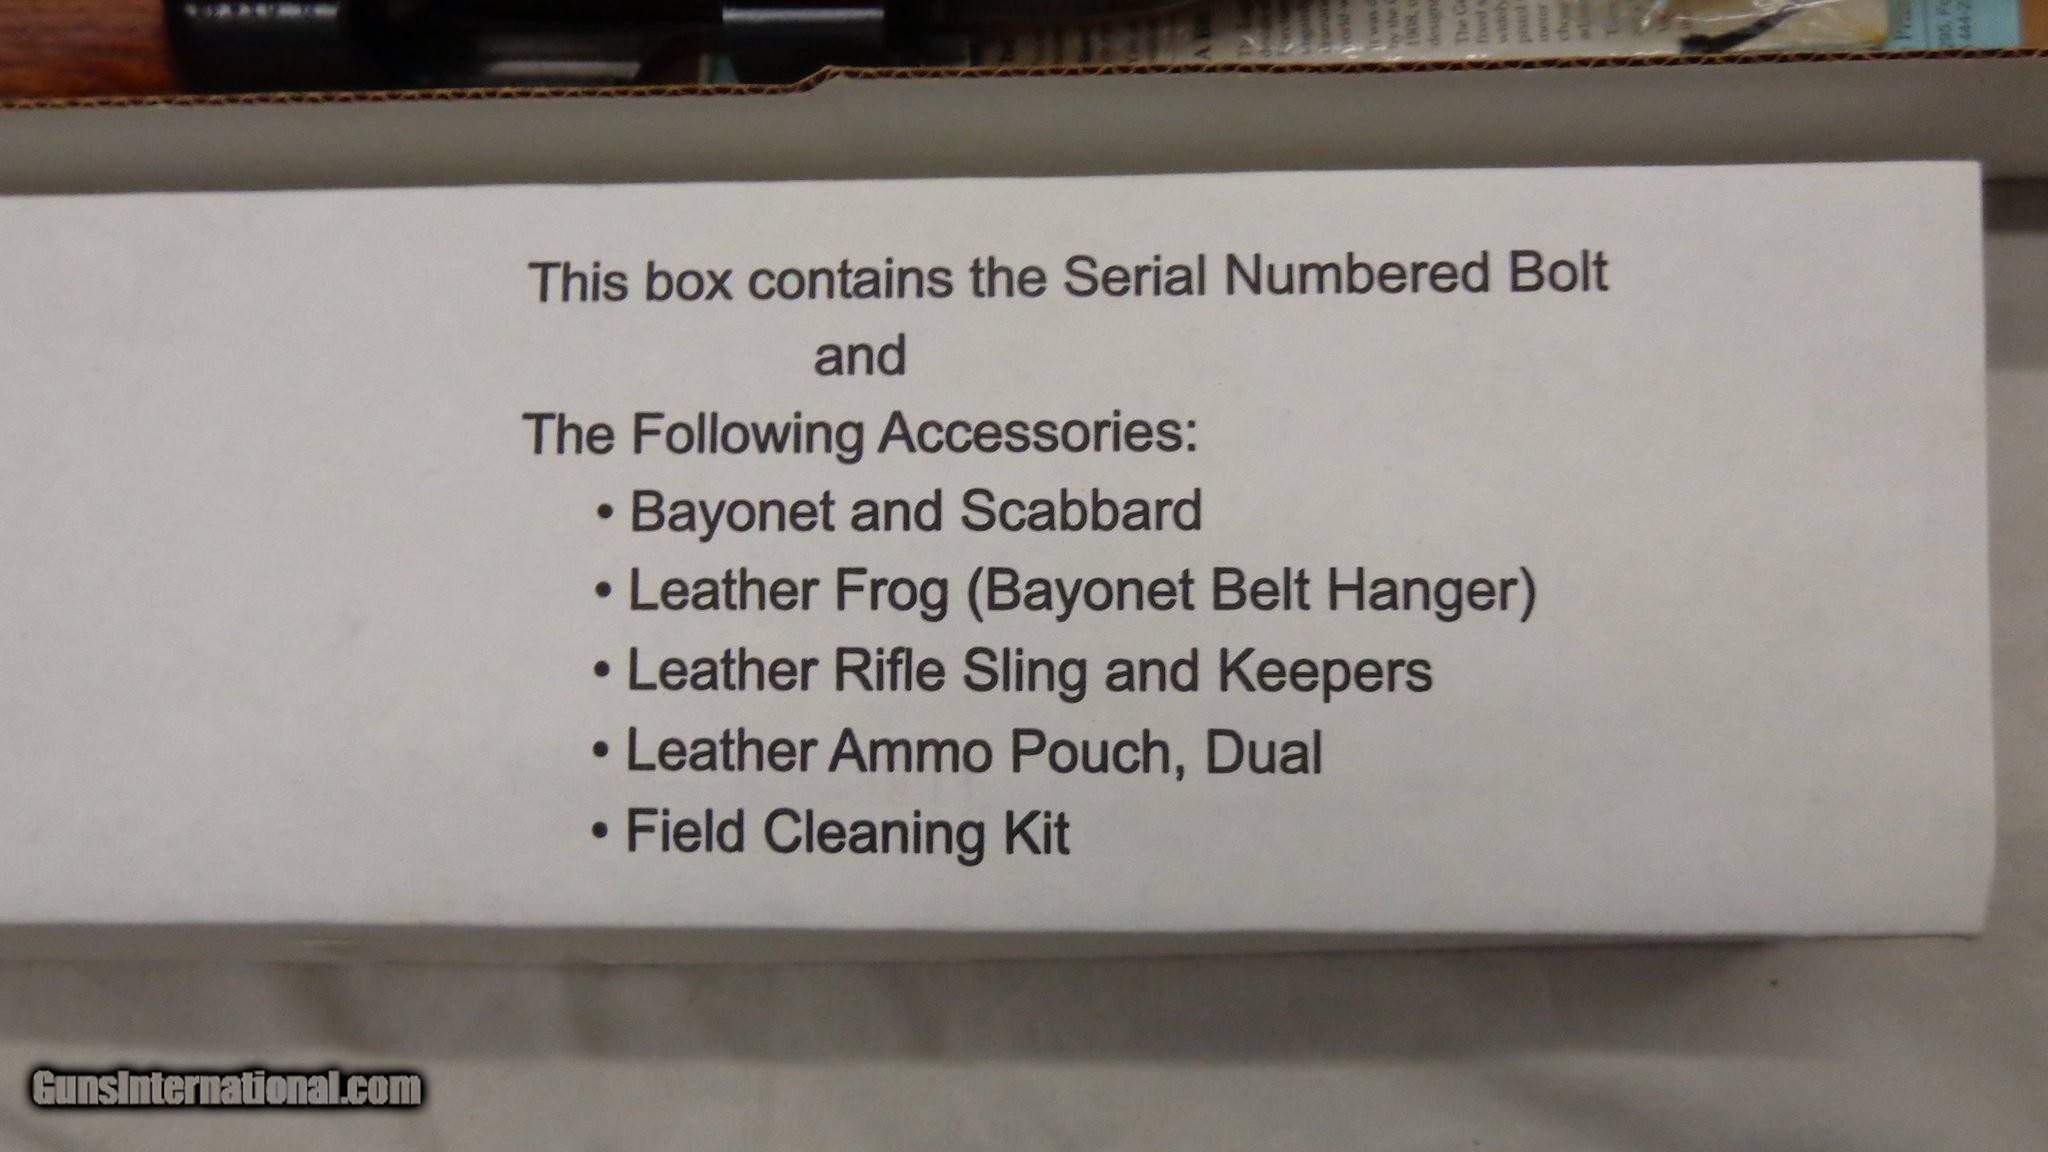 This box contains the Serial Numbered Bolt
and
The Following Accessories:
• Bayonet and Scabbard
• Leather Frog (Bayonet Belt Hanger)
• Leather Rifle Sling and Keepers
• Leather Ammo Pouch, Dual
• Field Cleaning Kit
GunsInternational.com